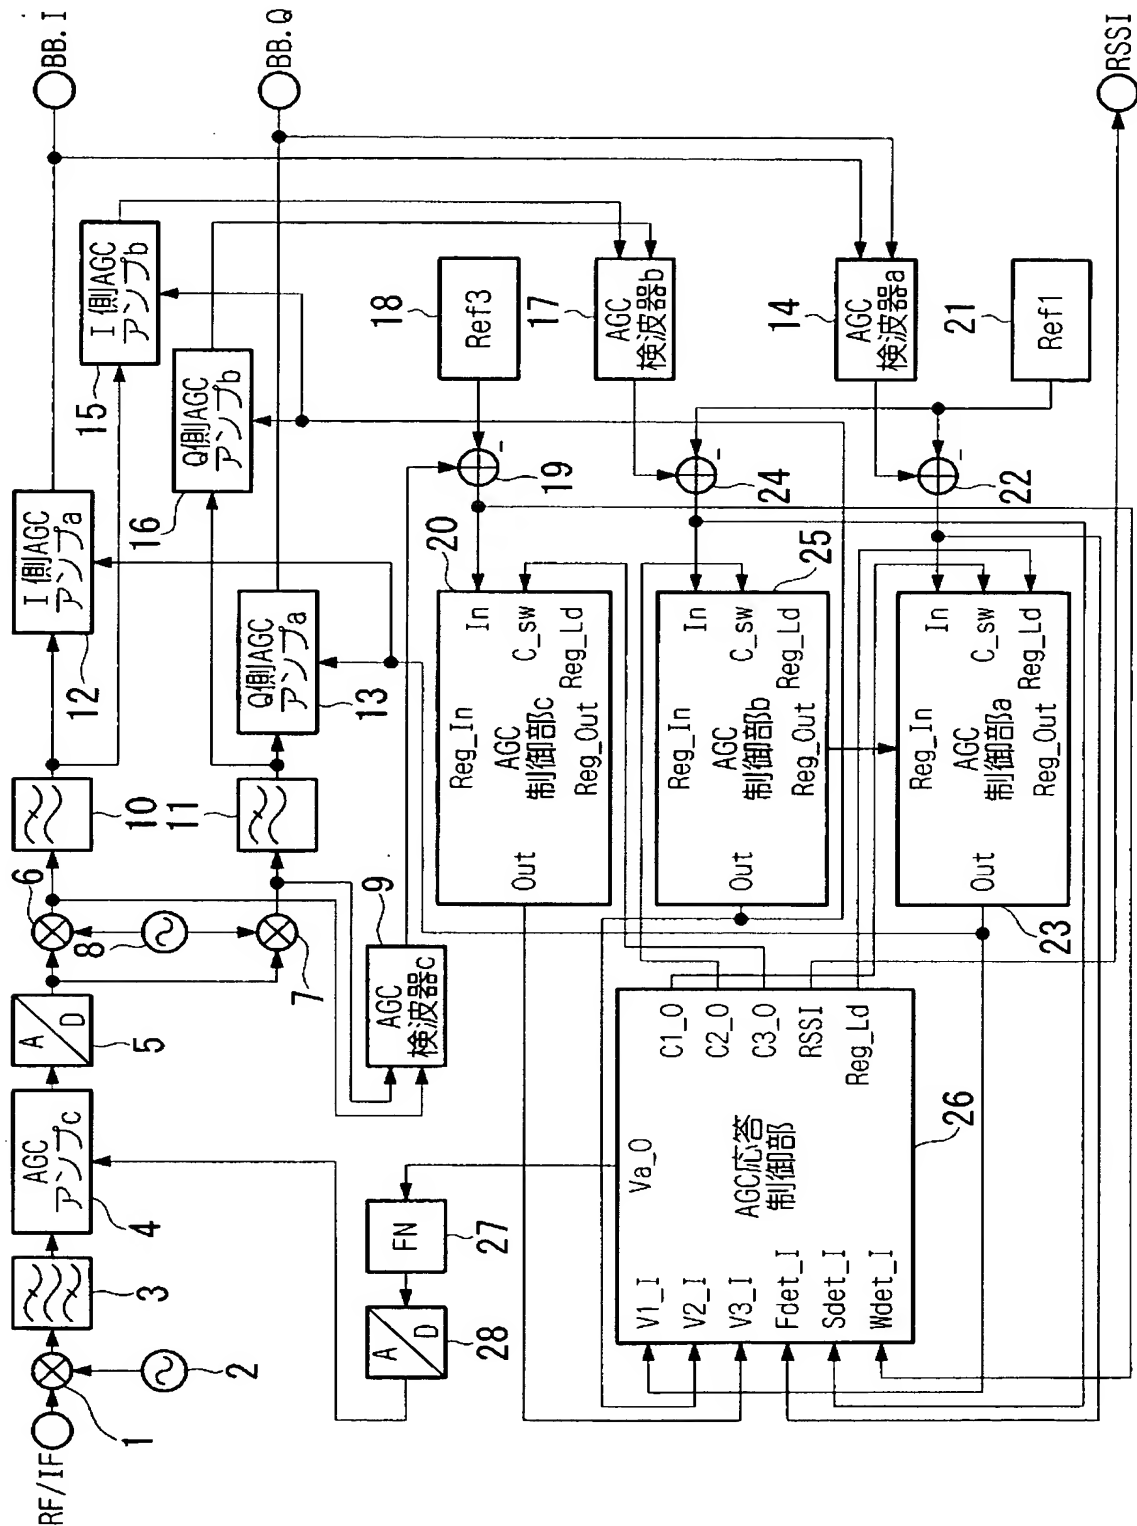 RF/IF
1
2
3
AGC
アンプc
4
A
D
5
6
7
8
AGC
検波器c
9
10
11
I側AGC
アンプa
12
Q側AGC
アンプa
13
I側AGC
アンプb
15
Q側AGC
アンプb
16
BB.I
BB.Q
Ref3
18
AGC
検波器b
17
AGC
検波器a
14
Ref1
21
-
19
-
24
-
22
20
In
C_sw
Reg_Ld
Reg_In
AGC
制御部c
Reg_Out
Out
25
In
C_sw
Reg_Ld
Reg_In
AGC
制御部b
Reg_Out
Out
In
C_sw
Reg_Ld
Reg_In
AGC
制御部a
Reg_Out
Out
23
FN
27
A
D
28
Va_O
C1_O
C2_O
C3_O
RSSI
Reg_Ld
AGC応答
制御部
V1_I
V2_I
V3_I
Fdet_I
Sdet_I
Wdet_I
26
RSSI